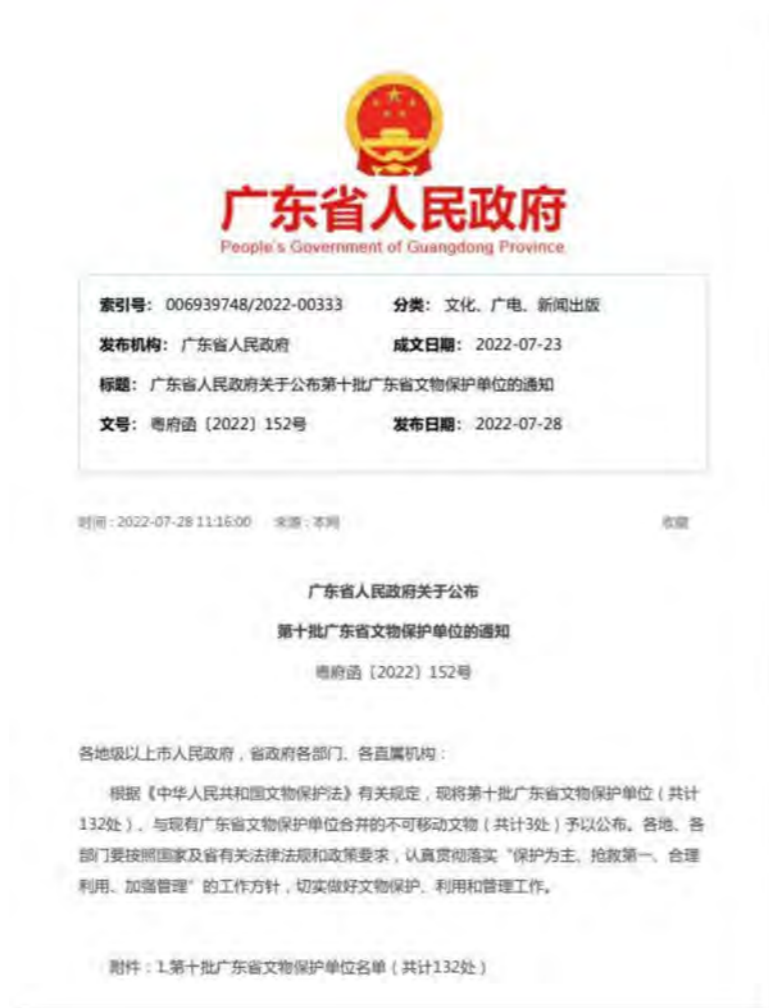 广东省人民政府
People's Government of Guangdong Province
索引号： 006939748/2022-00333 分类： 文化、广电、新闻出版
发布机构： 广东省人民政府 成文日期： 2022-07-23
标题： 广东省人民政府关于公布第十批广东省文物保护单位的通知
文号： 粤府函〔2022〕152号 发布日期： 2022-07-28
时间 : 2022-07-28 11:16:00 来源 : 本网 收藏
广东省人民政府关于公布
第十批广东省文物保护单位的通知
粤府函〔2022〕152号
各地级以上市人民政府，省政府各部门、各直属机构：
根据《中华人民共和国文物保护法》有关规定，现将第十批广东省文物保护单位（共计
132处）、与现有广东省文物保护单位合并的不可移动文物（共计3处）予以公布。各地、各
部门要按照国家及省有关法律法规和政策要求，认真贯彻落实“保护为主、抢救第一、合理
利用、加强管理”的工作方针，切实做好文物保护、利用和管理工作。
附件：1.第十批广东省文物保护单位名单（共计132处）